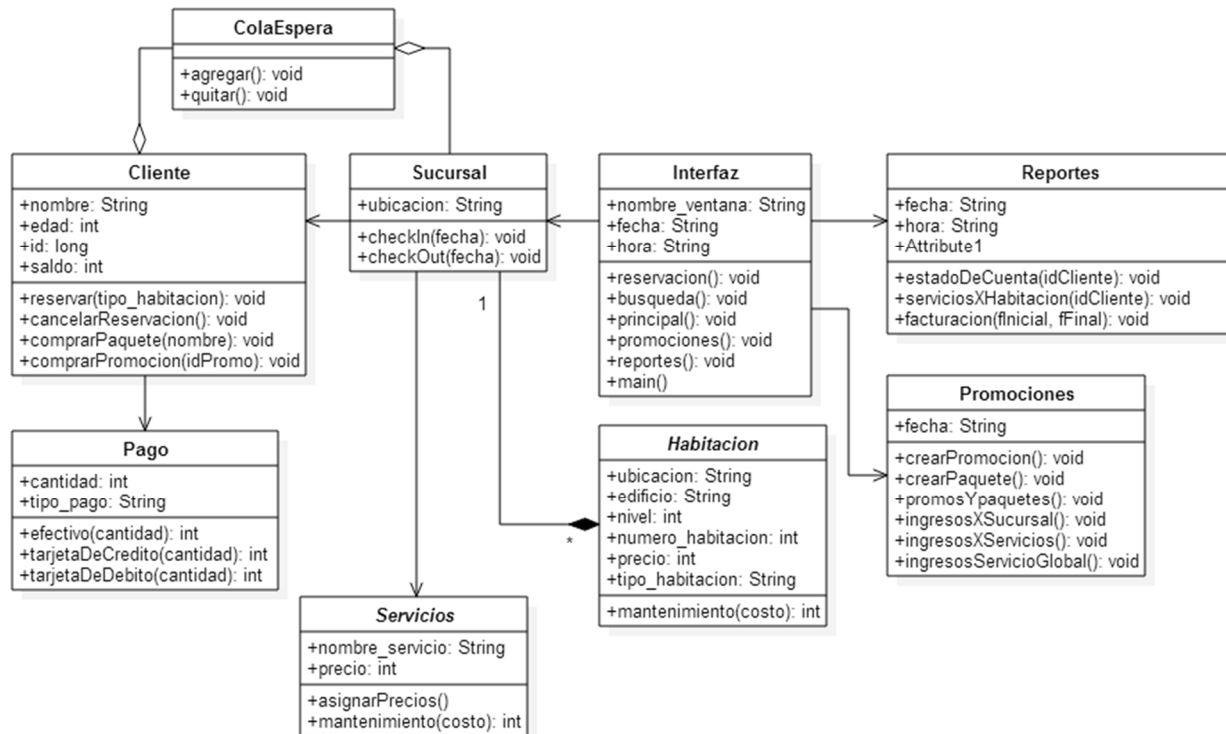 ColaEspera
+agregar(): void
+quitar(): void
Cliente
+nombre: String
+edad: int
+id: long
+saldo: int
+reservar(tipo_habitacion): void
+cancelarReservacion(): void
+comprarPaquete(nombre): void
+comprarPromocion(idPromo): void
Sucursal
+ubicacion: String
+checkIn(fecha): void
+checkOut(fecha): void
1
Interfaz
+nombre_ventana: String
+fecha: String
+hora: String
+reservacion(): void
+busqueda(): void
+principal(): void
+promociones(): void
+reportes(): void
+main()
Reportes
+fecha: String
+hora: String
+Attribute1
+estadoDeCuenta(idCliente): void
+serviciosXHabitacion(idCliente): void
+facturacion(fInicial, fFinal): void
Promociones
+fecha: String
+crearPromocion(): void
+crearPaquete(): void
+promosYpaquetes(): void
+ingresosXSucursal(): void
+ingresosXServicios(): void
+ingresosServicioGlobal(): void
Pago
+cantidad: int
+tipo_pago: String
+efectivo(cantidad): int
+tarjetaDeCredito(cantidad): int
+tarjetaDeDebito(cantidad): int
*
Habitacion
+ubicacion: String
+edificio: String
+nivel: int
+numero_habitacion: int
+precio: int
+tipo_habitacion: String
+mantenimiento(costo): int
Servicios
+nombre_servicio: String
+precio: int
+asignarPrecios()
+mantenimiento(costo): int